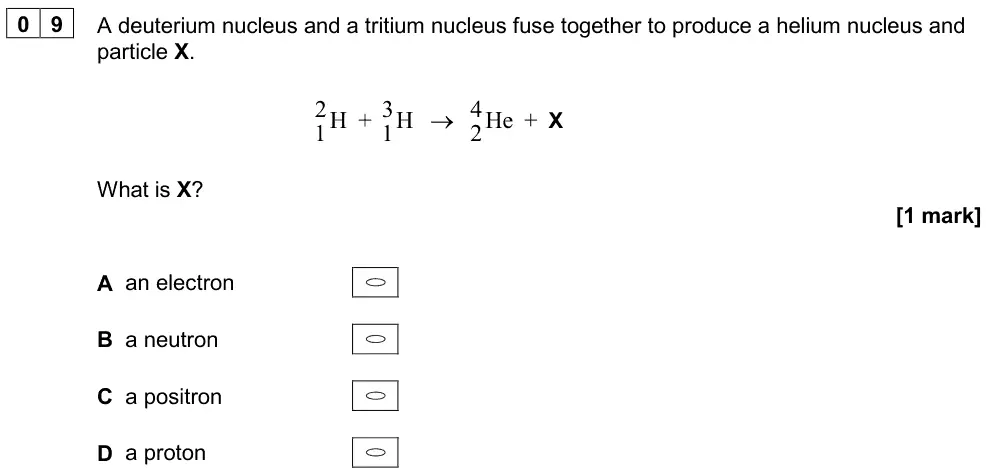 0 9 A deuterium nucleus and a tritium nucleus fuse together to produce a helium nucleus and
particle X.
²₁H + ³₁H → ⁴₂He + X
What is X?
[1 mark]
A an electron
B a neutron
C a positron
D a proton